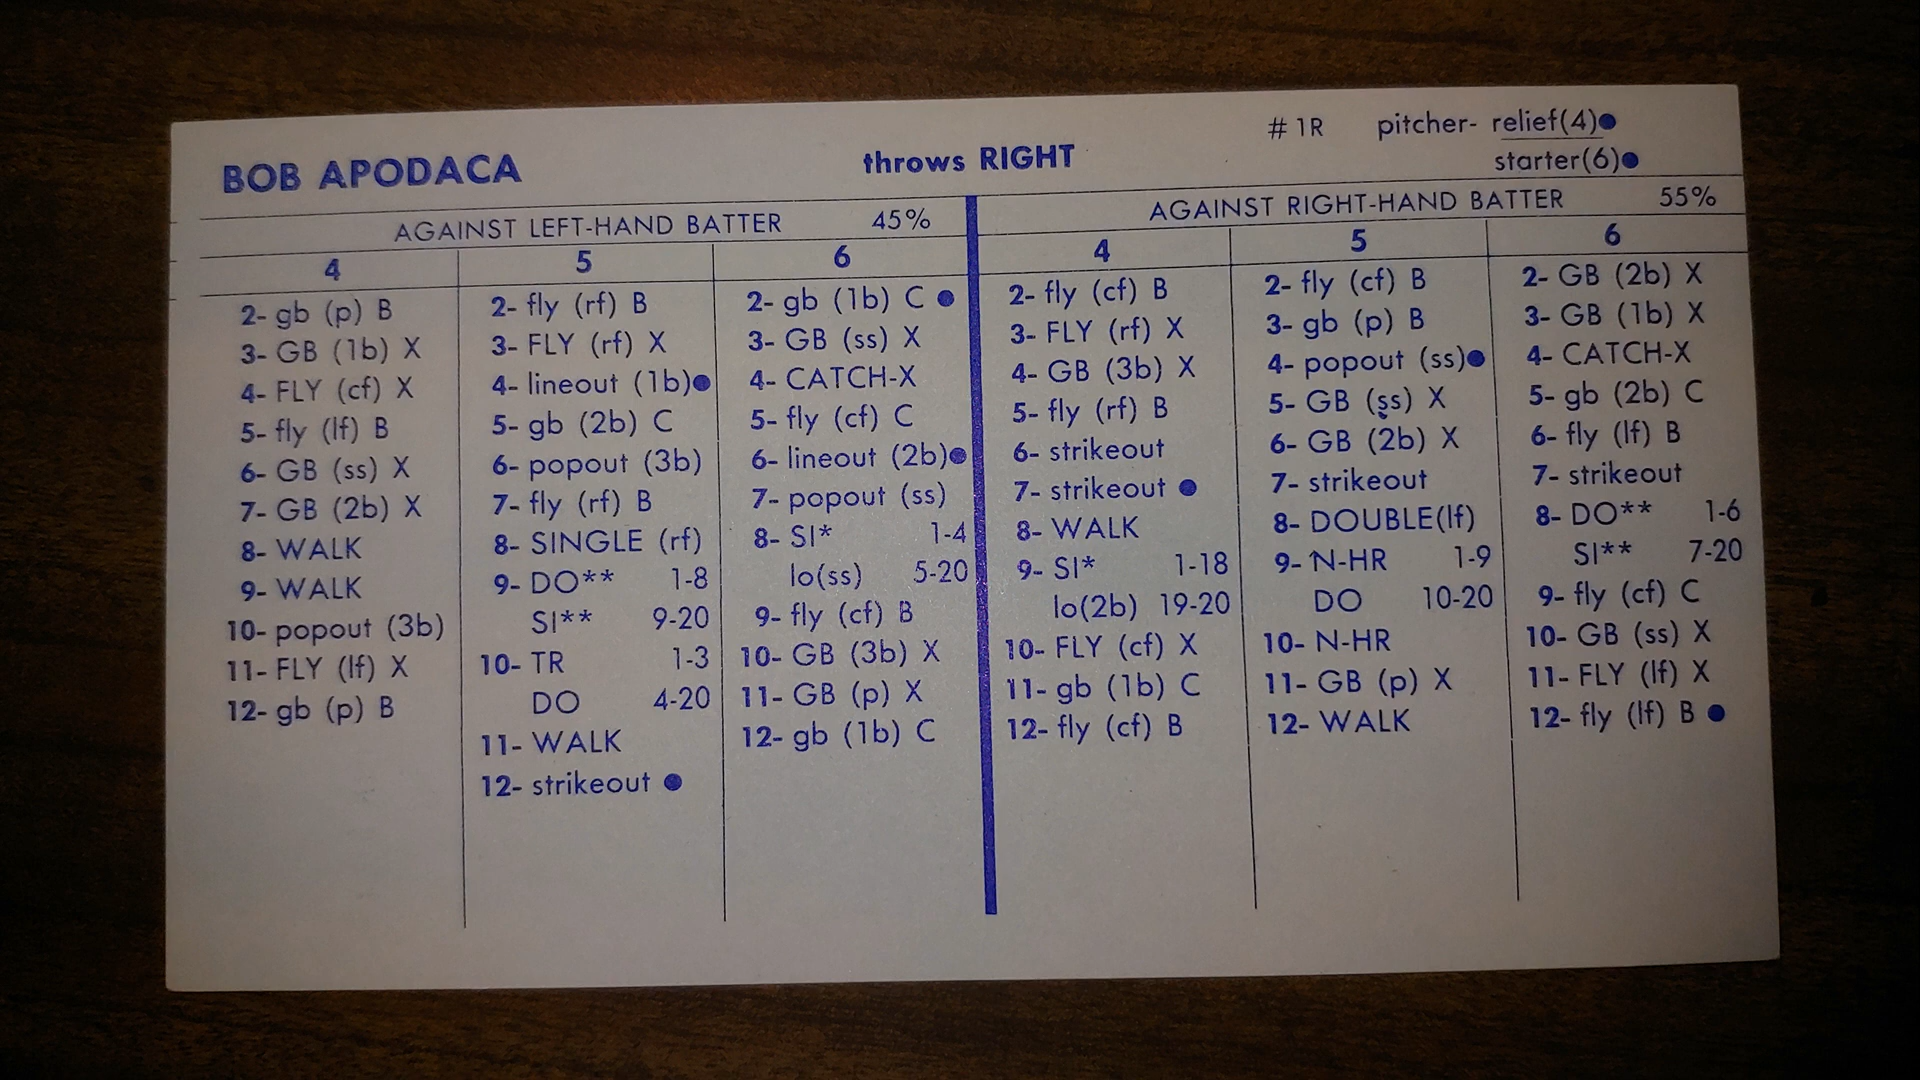 BOB APODACA throws RIGHT #1R pitcher- relief(4)●
starter(6)●
AGAINST LEFT-HAND BATTER 45%
4
2- gb (p) B
3- GB (1b) X
4- FLY (cf) X
5- fly (lf) B
6- GB (ss) X
7- GB (2b) X
8- WALK
9- WALK
10- popout (3b)
11- FLY (lf) X
12- gb (p) B
5
2- fly (rf) B
3- FLY (rf) X
4- lineout (1b)●
5- gb (2b) C
6- popout (3b)
7- fly (rf) B
8- SINGLE (rf)
9- DO** 1-8
SI** 9-20
10- TR 1-3
DO 4-20
11- WALK
12- strikeout ●
6
2- gb (1b) C ●
3- GB (ss) X
4- CATCH-X
5- fly (cf) C
6- lineout (2b)●
7- popout (ss)
8- SI* 1-4
lo(ss) 5-20
9- fly (cf) B
10- GB (3b) X
11- GB (p) X
12- gb (1b) C
AGAINST RIGHT-HAND BATTER 55%
4
2- fly (cf) B
3- FLY (rf) X
4- GB (3b) X
5- fly (rf) B
6- strikeout
7- strikeout ●
8- WALK
9- SI* 1-18
lo(2b) 19-20
10- FLY (cf) X
11- gb (1b) C
12- fly (cf) B
5
2- fly (cf) B
3- gb (p) B
4- popout (ss)●
5- GB (ss) X
6- GB (2b) X
7- strikeout
8- DOUBLE(lf)
9- N-HR 1-9
DO 10-20
10- N-HR
11- GB (p) X
12- WALK
6
2- GB (2b) X
3- GB (1b) X
4- CATCH-X
5- gb (2b) C
6- fly (lf) B
7- strikeout
8- DO** 1-6
SI** 7-20
9- fly (cf) C
10- GB (ss) X
11- FLY (lf) X
12- fly (lf) B ●